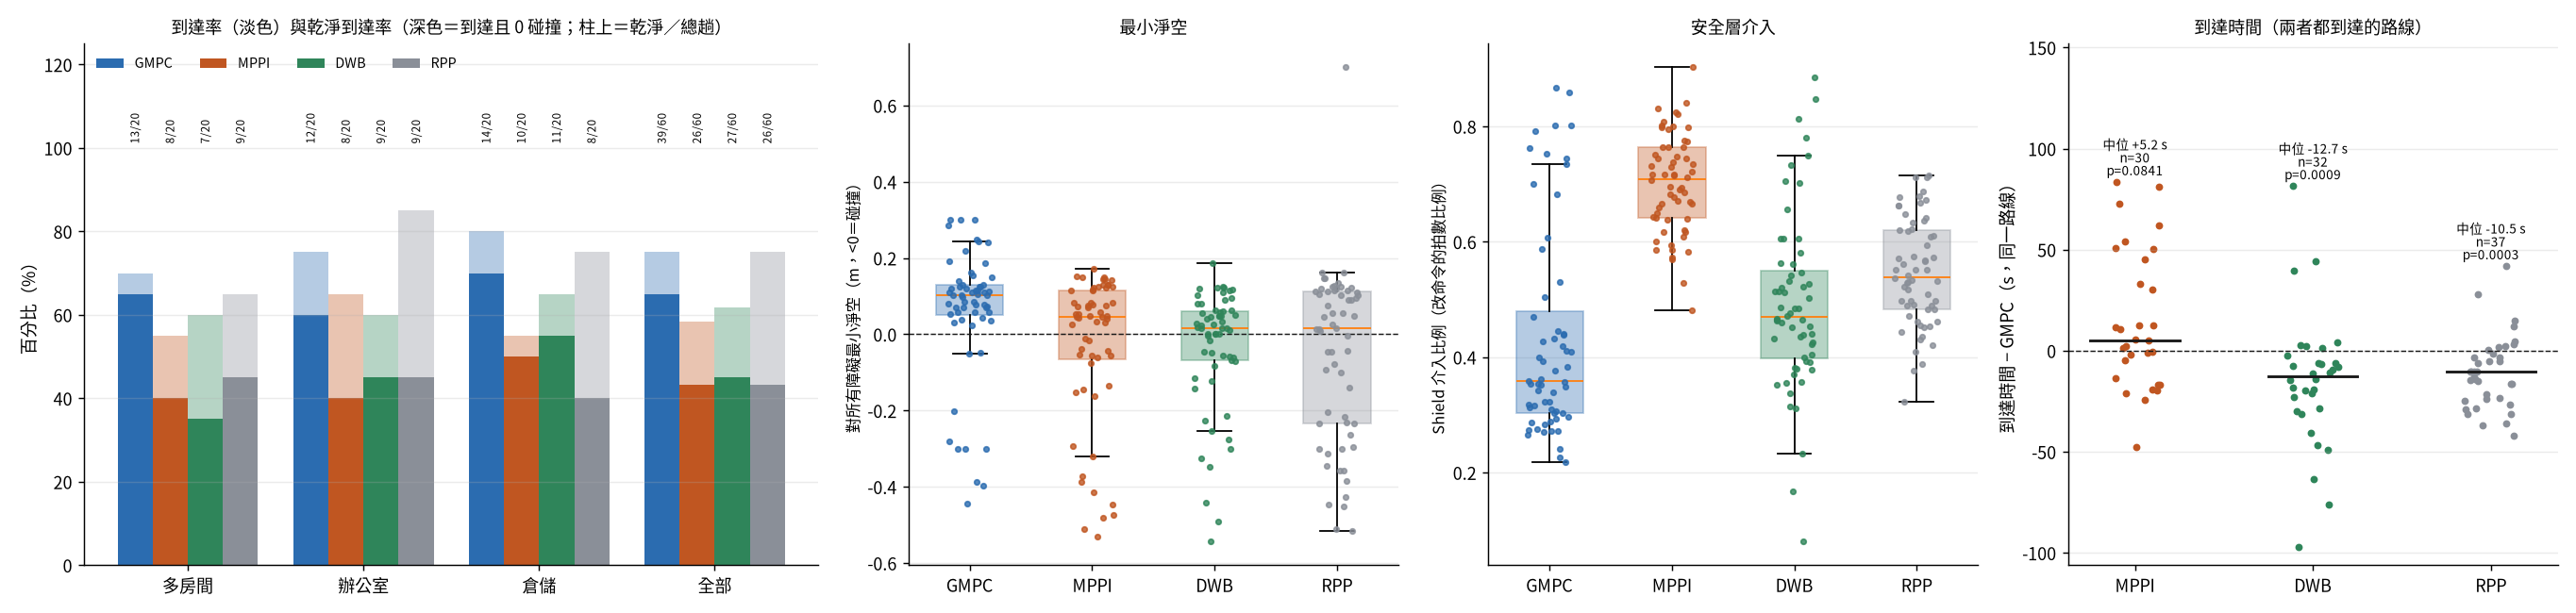 到達率（淡色）與乾淨到達率（深色＝到達且 0 碰撞；柱上＝乾淨／總趟）
GMPC MPPI DWB RPP
百分比（%）
120
100
80
60
40
20
0
13/20 8/20 7/20 9/20
12/20 8/20 9/20 9/20
14/20 10/20 11/20 8/20
39/60 26/60 27/60 26/60
多房間 辦公室 倉儲 全部
最小淨空
對所有障礙最小淨空（m，<0＝碰撞）
0.6
0.4
0.2
0.0
-0.2
-0.4
-0.6
GMPC MPPI DWB RPP
安全層介入
Shield 介入比例（改命令的拍數比例）
0.8
0.6
0.4
0.2
GMPC MPPI DWB RPP
到達時間（兩者都到達的路線）
到達時間 − GMPC（s，同一路線）
150
100
50
0
-50
-100
中位 +5.2 s
n=30
p=0.0841
中位 -12.7 s
n=32
p=0.0009
中位 -10.5 s
n=37
p=0.0003
MPPI DWB RPP